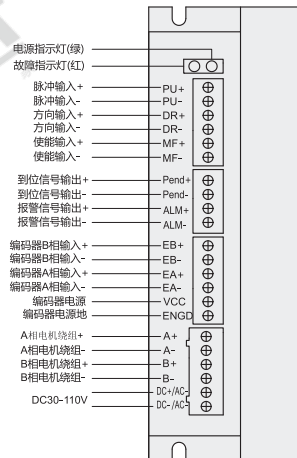 电源指示灯(绿)
故障指示灯(红)
脉冲输入+ PU+
脉冲输入- PU-
方向输入+ DR+
方向输入- DR-
使能输入+ MF+
使能输入- MF-
到位信号输出+ Pend+
到位信号输出- Pend-
报警信号输出+ ALM+
报警信号输出- ALM-
编码器B相输入+ EB+
编码器B相输入- EB-
编码器A相输入+ EA+
编码器A相输入- EA-
编码器电源 VCC
编码器电源地 ENGD
A相电机绕组+ A+
A相电机绕组- A-
B相电机绕组+ B+
B相电机绕组- B-
DC30-110V DC+/AC
DC-/AC